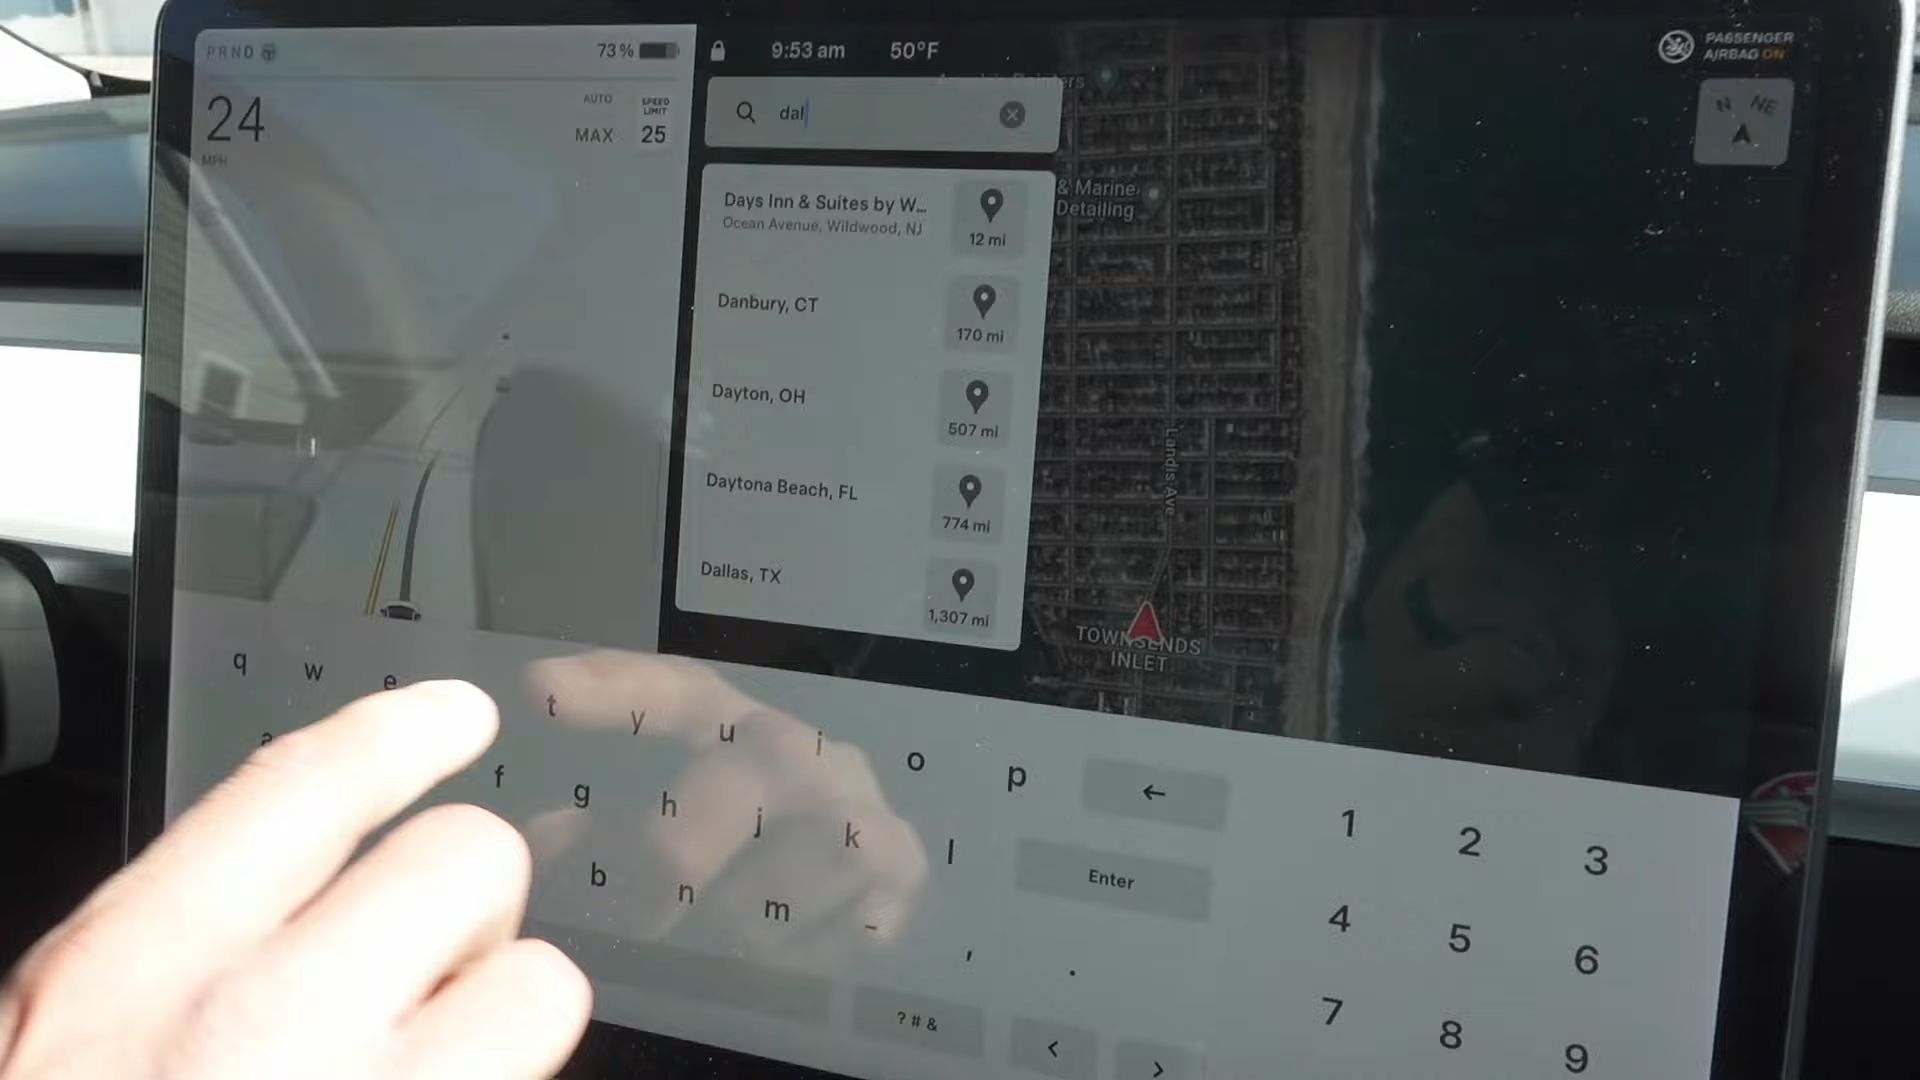 PRND
73 %
9:53 am
50°F
PASSENGER
AIRBAG ON
24
MPH
AUTO
MAX
SPEED
LIMIT
25
dal
N NE
Days Inn & Suites by W...
Ocean Avenue, Wildwood, NJ
12 mi
Danbury, CT
170 mi
Dayton, OH
507 mi
Daytona Beach, FL
774 mi
Dallas, TX
1,307 mi
& Marine
Detailing
Landis Ave
TOWNSENDS
INLET
q w e t y u i o p ←
a f g h j k l Enter
b n m - , .
? # & < >
1 2 3
4 5 6
7 8 9